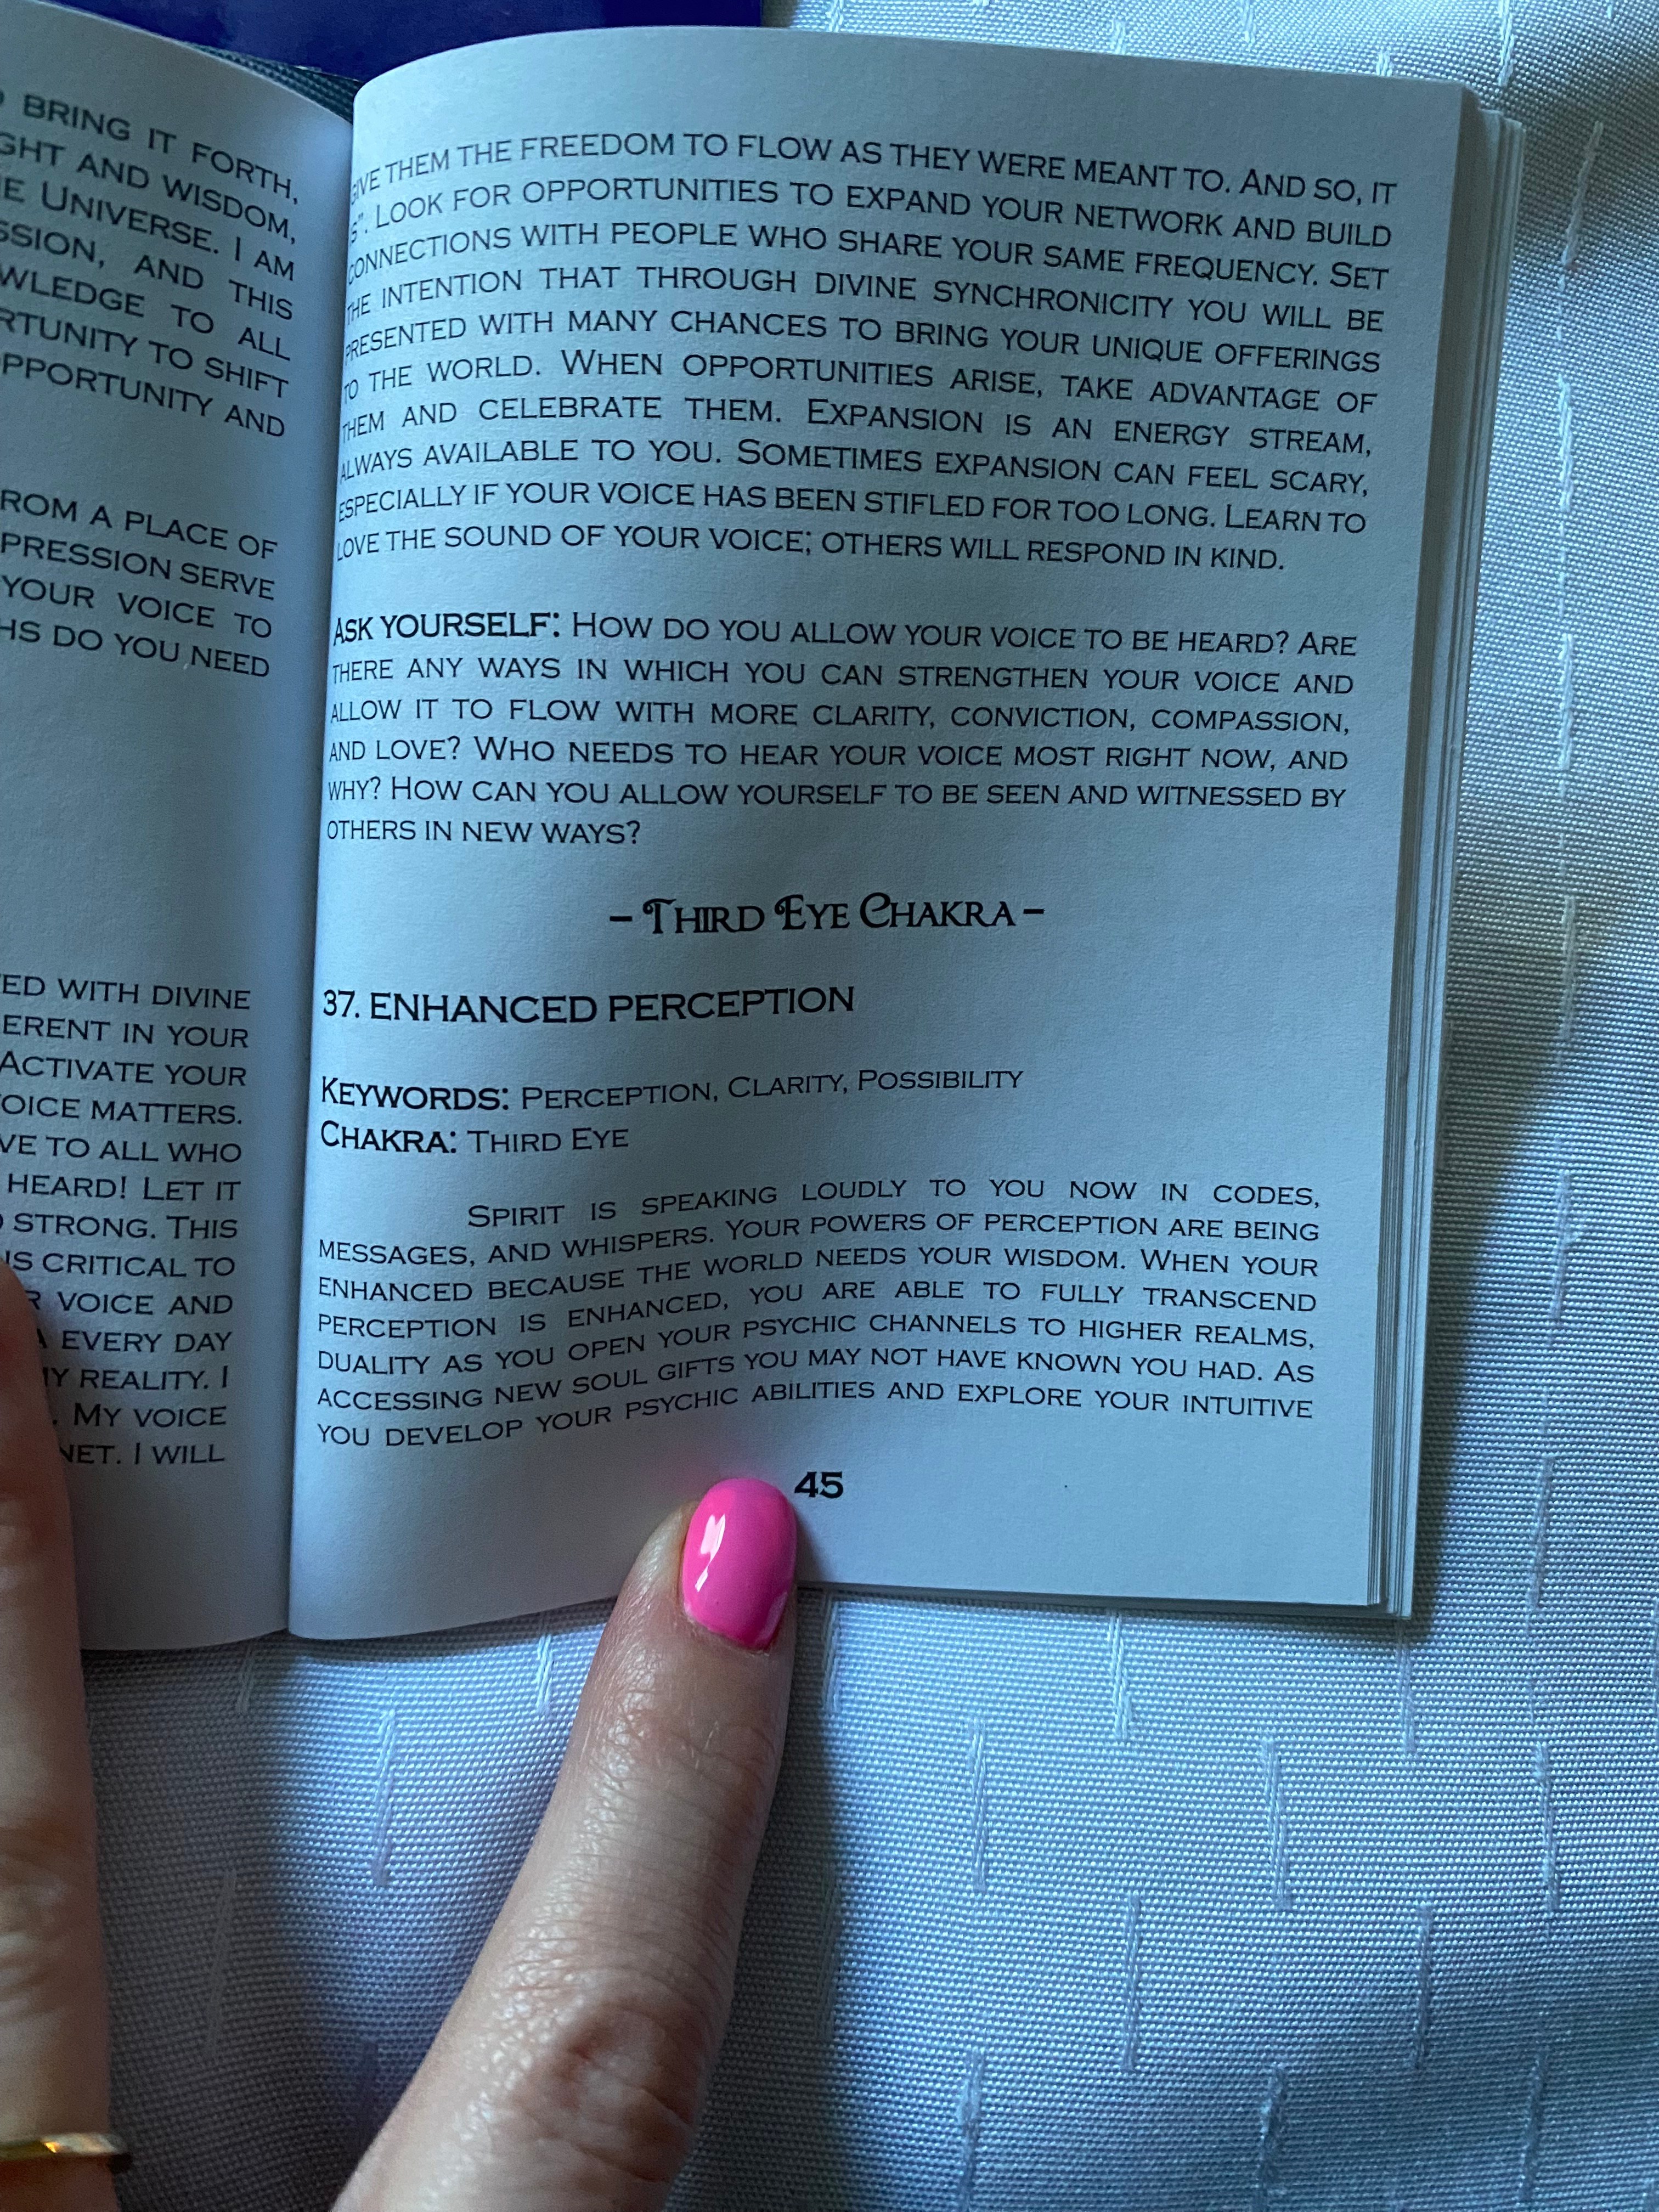 BRING IT FORTH,
AND WISDOM,
UNIVERSE. I AM
AND THIS
TO ALL
TO SHIFT
AND
A PLACE OF
SERVE
YOUR VOICE TO
DO YOU NEED
WITH DIVINE
IN YOUR
ACTIVATE YOUR
MATTERS.
TO ALL WHO
HEARD! LET IT
STRONG. THIS
CRITICAL TO
VOICE AND
EVERY DAY
REALITY. I
MY VOICE
I WILL
GIVE THEM THE FREEDOM TO FLOW AS THEY WERE MEANT TO. AND SO, IT
IS". LOOK FOR OPPORTUNITIES TO EXPAND YOUR NETWORK AND BUILD
CONNECTIONS WITH PEOPLE WHO SHARE YOUR SAME FREQUENCY. SET
THE INTENTION THAT THROUGH DIVINE SYNCHRONICITY YOU WILL BE
PRESENTED WITH MANY CHANCES TO BRING YOUR UNIQUE OFFERINGS
TO THE WORLD. WHEN OPPORTUNITIES ARISE, TAKE ADVANTAGE OF
THEM AND CELEBRATE THEM. EXPANSION IS AN ENERGY STREAM,
ALWAYS AVAILABLE TO YOU. SOMETIMES EXPANSION CAN FEEL SCARY,
ESPECIALLY IF YOUR VOICE HAS BEEN STIFLED FOR TOO LONG. LEARN TO
LOVE THE SOUND OF YOUR VOICE; OTHERS WILL RESPOND IN KIND.
ASK YOURSELF: HOW DO YOU ALLOW YOUR VOICE TO BE HEARD? ARE
THERE ANY WAYS IN WHICH YOU CAN STRENGTHEN YOUR VOICE AND
ALLOW IT TO FLOW WITH MORE CLARITY, CONVICTION, COMPASSION,
AND LOVE? WHO NEEDS TO HEAR YOUR VOICE MOST RIGHT NOW, AND
WHY? HOW CAN YOU ALLOW YOURSELF TO BE SEEN AND WITNESSED BY
OTHERS IN NEW WAYS?
– THIRD EYE CHAKRA –
37. ENHANCED PERCEPTION
KEYWORDS: PERCEPTION, CLARITY, POSSIBILITY
CHAKRA: THIRD EYE
SPIRIT IS SPEAKING LOUDLY TO YOU NOW IN CODES,
MESSAGES, AND WHISPERS. YOUR POWERS OF PERCEPTION ARE BEING
ENHANCED BECAUSE THE WORLD NEEDS YOUR WISDOM. WHEN YOUR
PERCEPTION IS ENHANCED, YOU ARE ABLE TO FULLY TRANSCEND
DUALITY AS YOU OPEN YOUR PSYCHIC CHANNELS TO HIGHER REALMS,
ACCESSING NEW SOUL GIFTS YOU MAY NOT HAVE KNOWN YOU HAD. AS
YOU DEVELOP YOUR PSYCHIC ABILITIES AND EXPLORE YOUR INTUITIVE
45